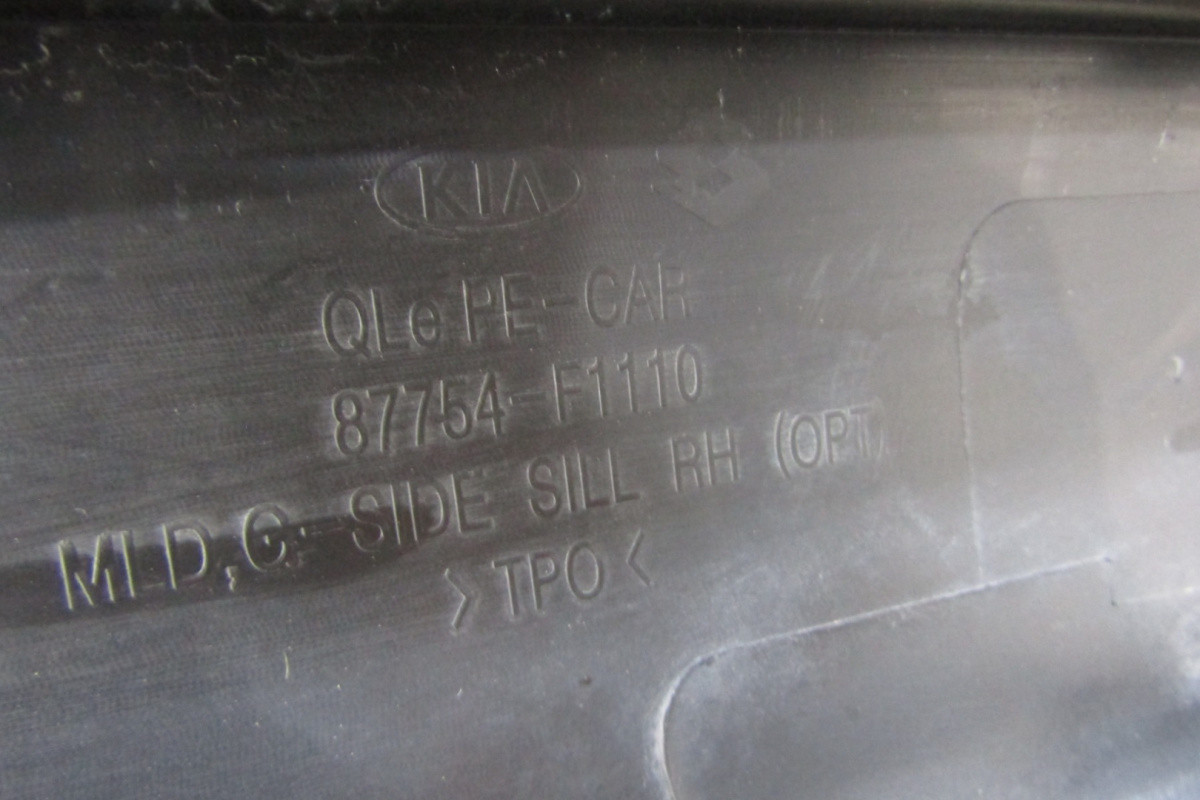 KIA
QLe PE-CAR
87754-F1110
MLD,C-SIDE SILL RH (OPT)
>TPO<